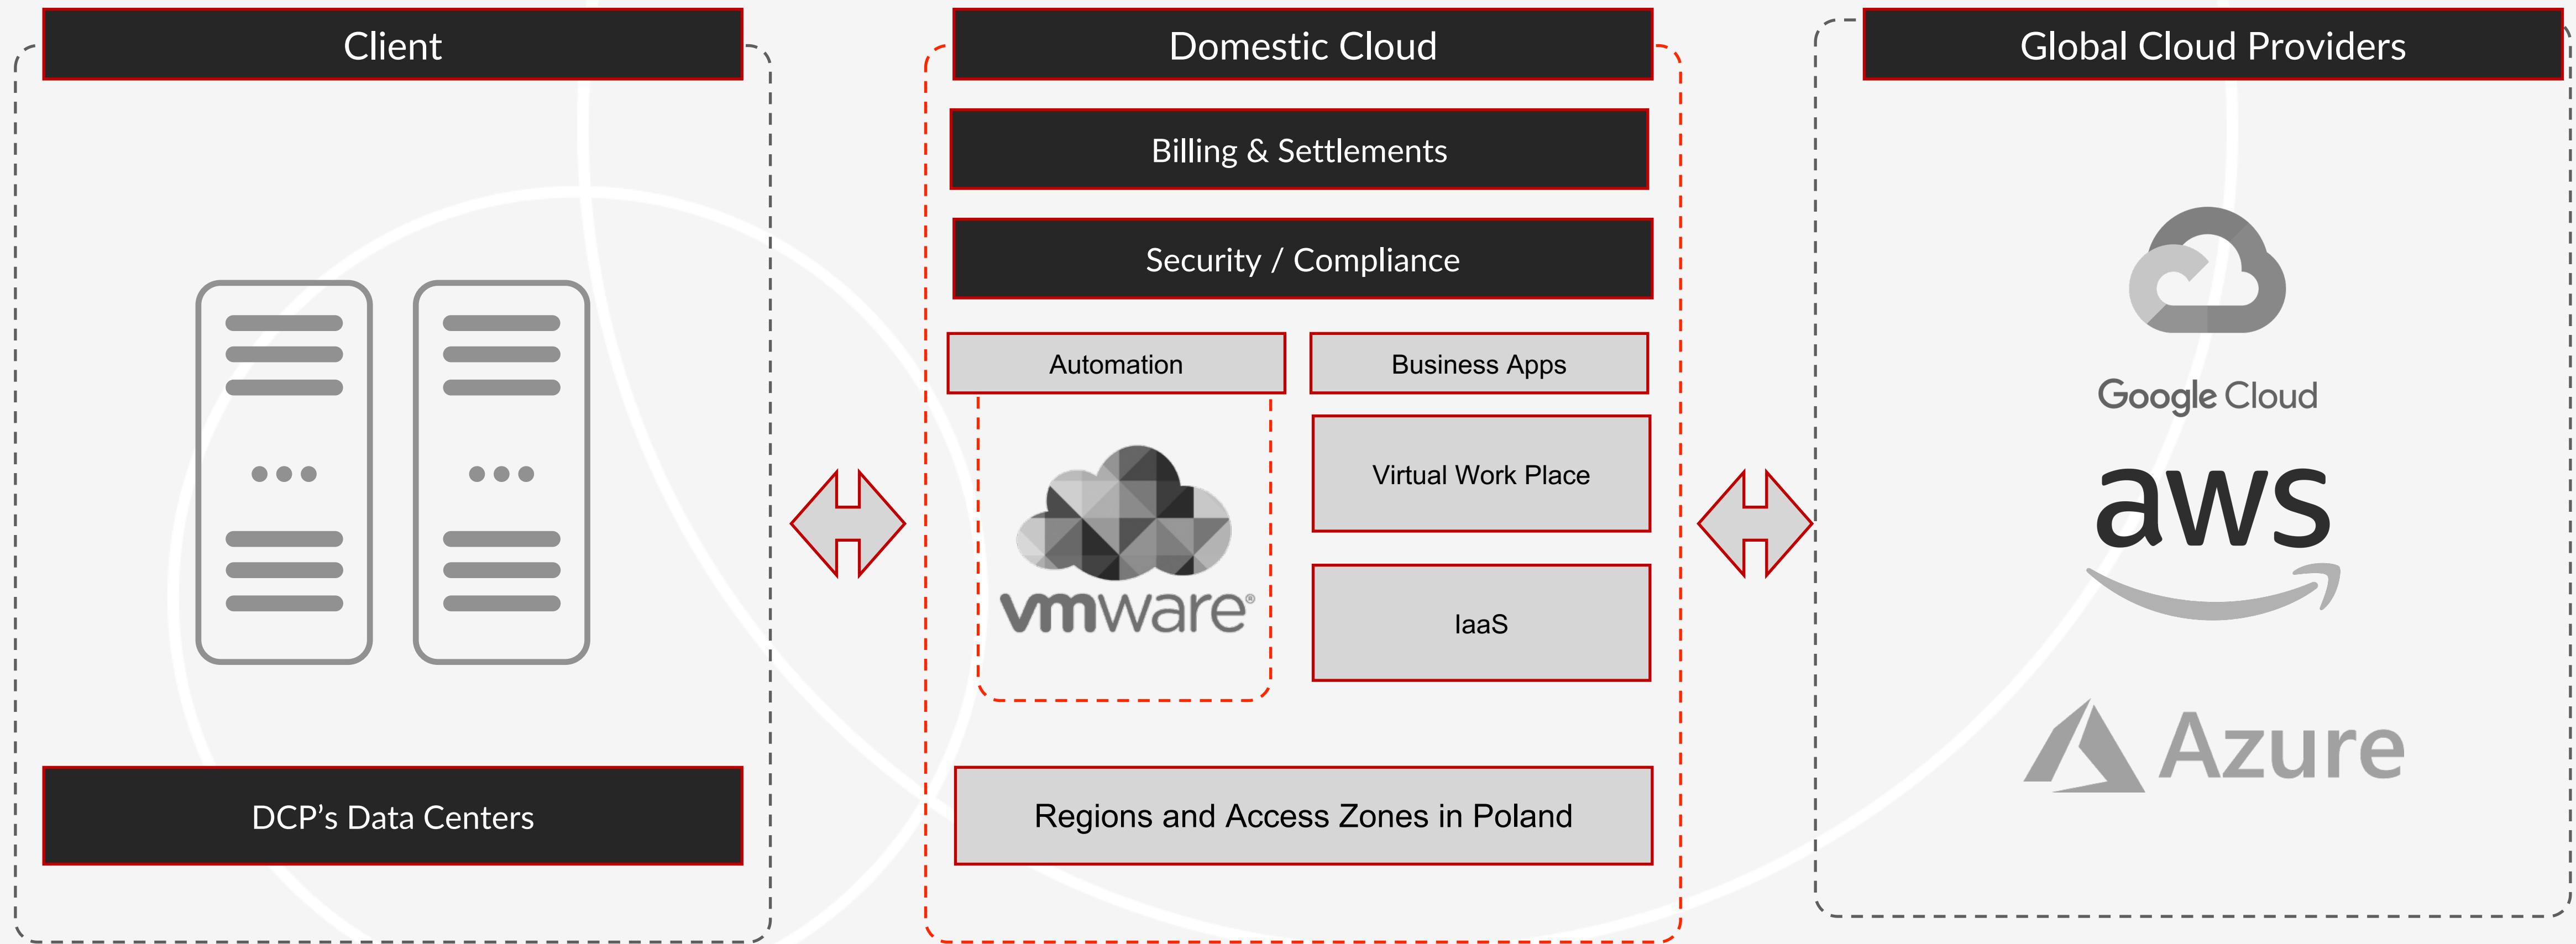 Client
DCP’s Data Centers
Domestic Cloud
Billing & Settlements
Security / Compliance
Automation
Business Apps
vmware®
Virtual Work Place
IaaS
Regions and Access Zones in Poland
Global Cloud Providers
Google Cloud
aws
Azure